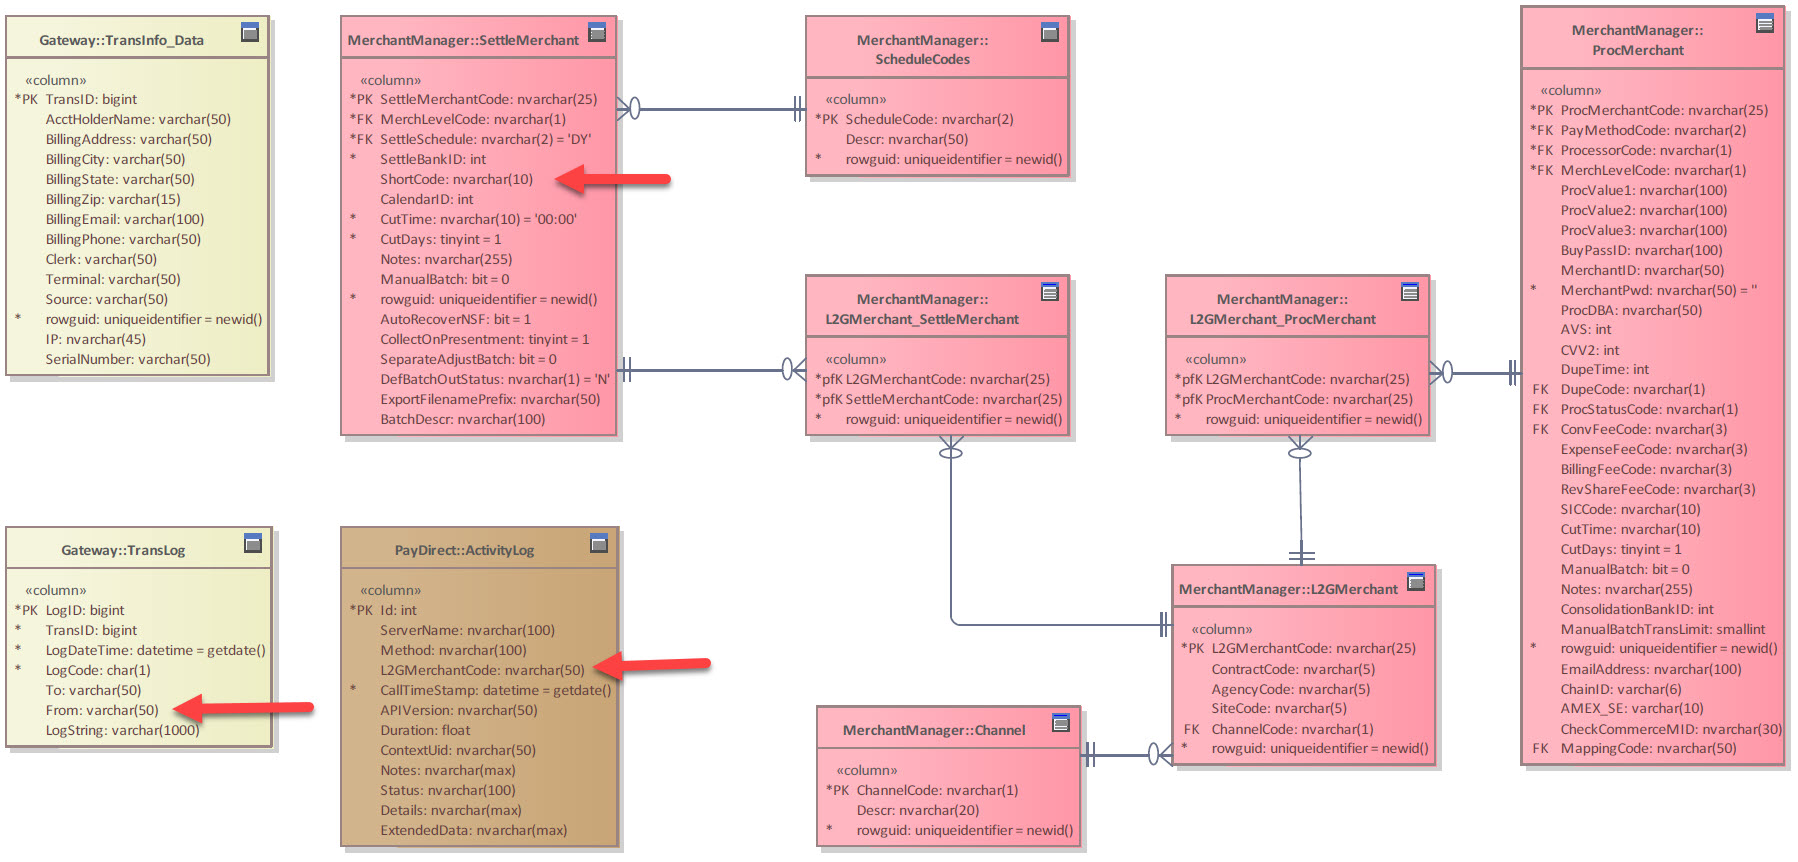 Gateway::TransInfo_Data
«column»
*PK TransID: bigint
AcctHolderName: varchar(50)
BillingAddress: varchar(50)
BillingCity: varchar(50)
BillingState: varchar(50)
BillingZip: varchar(15)
BillingEmail: varchar(100)
BillingPhone: varchar(50)
Clerk: varchar(50)
Terminal: varchar(50)
Source: varchar(50)
* rowguid: uniqueidentifier = newid()
IP: nvarchar(45)
SerialNumber: varchar(50)
MerchantManager::SettleMerchant
«column»
*PK SettleMerchantCode: nvarchar(25)
*FK MerchLevelCode: nvarchar(1)
*FK SettleSchedule: nvarchar(2) = 'DY'
* SettleBankID: int
ShortCode: nvarchar(10)
CalendarID: int
* CutTime: nvarchar(10) = '00:00'
* CutDays: tinyint = 1
Notes: nvarchar(255)
ManualBatch: bit = 0
* rowguid: uniqueidentifier = newid()
AutoRecoverNSF: bit = 1
CollectOnPresentment: tinyint = 1
SeparateAdjustBatch: bit = 0
DefBatchOutStatus: nvarchar(1) = 'N'
ExportFilenamePrefix: nvarchar(50)
BatchDescr: nvarchar(100)
MerchantManager::
ScheduleCodes
«column»
*PK ScheduleCode: nvarchar(2)
Descr: nvarchar(50)
* rowguid: uniqueidentifier = newid()
MerchantManager::
L2GMerchant_SettleMerchant
«column»
*pfK L2GMerchantCode: nvarchar(25)
*pfK SettleMerchantCode: nvarchar(25)
* rowguid: uniqueidentifier = newid()
MerchantManager::
L2GMerchant_ProcMerchant
«column»
*pfK L2GMerchantCode: nvarchar(25)
*pfK ProcMerchantCode: nvarchar(25)
* rowguid: uniqueidentifier = newid()
MerchantManager::
ProcMerchant
«column»
*PK ProcMerchantCode: nvarchar(25)
*FK PayMethodCode: nvarchar(2)
*FK ProcessorCode: nvarchar(1)
*FK MerchLevelCode: nvarchar(1)
ProcValue1: nvarchar(100)
ProcValue2: nvarchar(100)
ProcValue3: nvarchar(100)
BuyPassID: nvarchar(100)
MerchantID: nvarchar(50)
* MerchantPwd: nvarchar(50) = ''
ProcDBA: nvarchar(50)
AVS: int
CVV2: int
DupeTime: int
FK DupeCode: nvarchar(1)
FK ProcStatusCode: nvarchar(1)
FK ConvFeeCode: nvarchar(3)
ExpenseFeeCode: nvarchar(3)
BillingFeeCode: nvarchar(3)
RevShareFeeCode: nvarchar(3)
SICCode: nvarchar(10)
CutTime: nvarchar(10)
CutDays: tinyint = 1
ManualBatch: bit = 0
Notes: nvarchar(255)
ConsolidationBankID: int
ManualBatchTransLimit: smallint
* rowguid: uniqueidentifier = newid()
EmailAddress: nvarchar(100)
ChainID: varchar(6)
AMEX_SE: varchar(10)
CheckCommerceMID: nvarchar(30)
FK MappingCode: nvarchar(50)
Gateway::TransLog
«column»
*PK LogID: bigint
* TransID: bigint
* LogDateTime: datetime = getdate()
* LogCode: char(1)
To: varchar(50)
From: varchar(50)
LogString: varchar(1000)
PayDirect::ActivityLog
«column»
*PK Id: int
ServerName: nvarchar(100)
Method: nvarchar(100)
L2GMerchantCode: nvarchar(50)
* CallTimeStamp: datetime = getdate()
APIVersion: nvarchar(50)
Duration: float
ContextUid: nvarchar(50)
Notes: nvarchar(max)
Status: nvarchar(100)
Details: nvarchar(max)
ExtendedData: nvarchar(max)
MerchantManager::L2GMerchant
«column»
*PK L2GMerchantCode: nvarchar(25)
ContractCode: nvarchar(5)
AgencyCode: nvarchar(5)
SiteCode: nvarchar(5)
FK ChannelCode: nvarchar(1)
* rowguid: uniqueidentifier = newid()
MerchantManager::Channel
«column»
*PK ChannelCode: nvarchar(1)
Descr: nvarchar(20)
* rowguid: uniqueidentifier = newid()